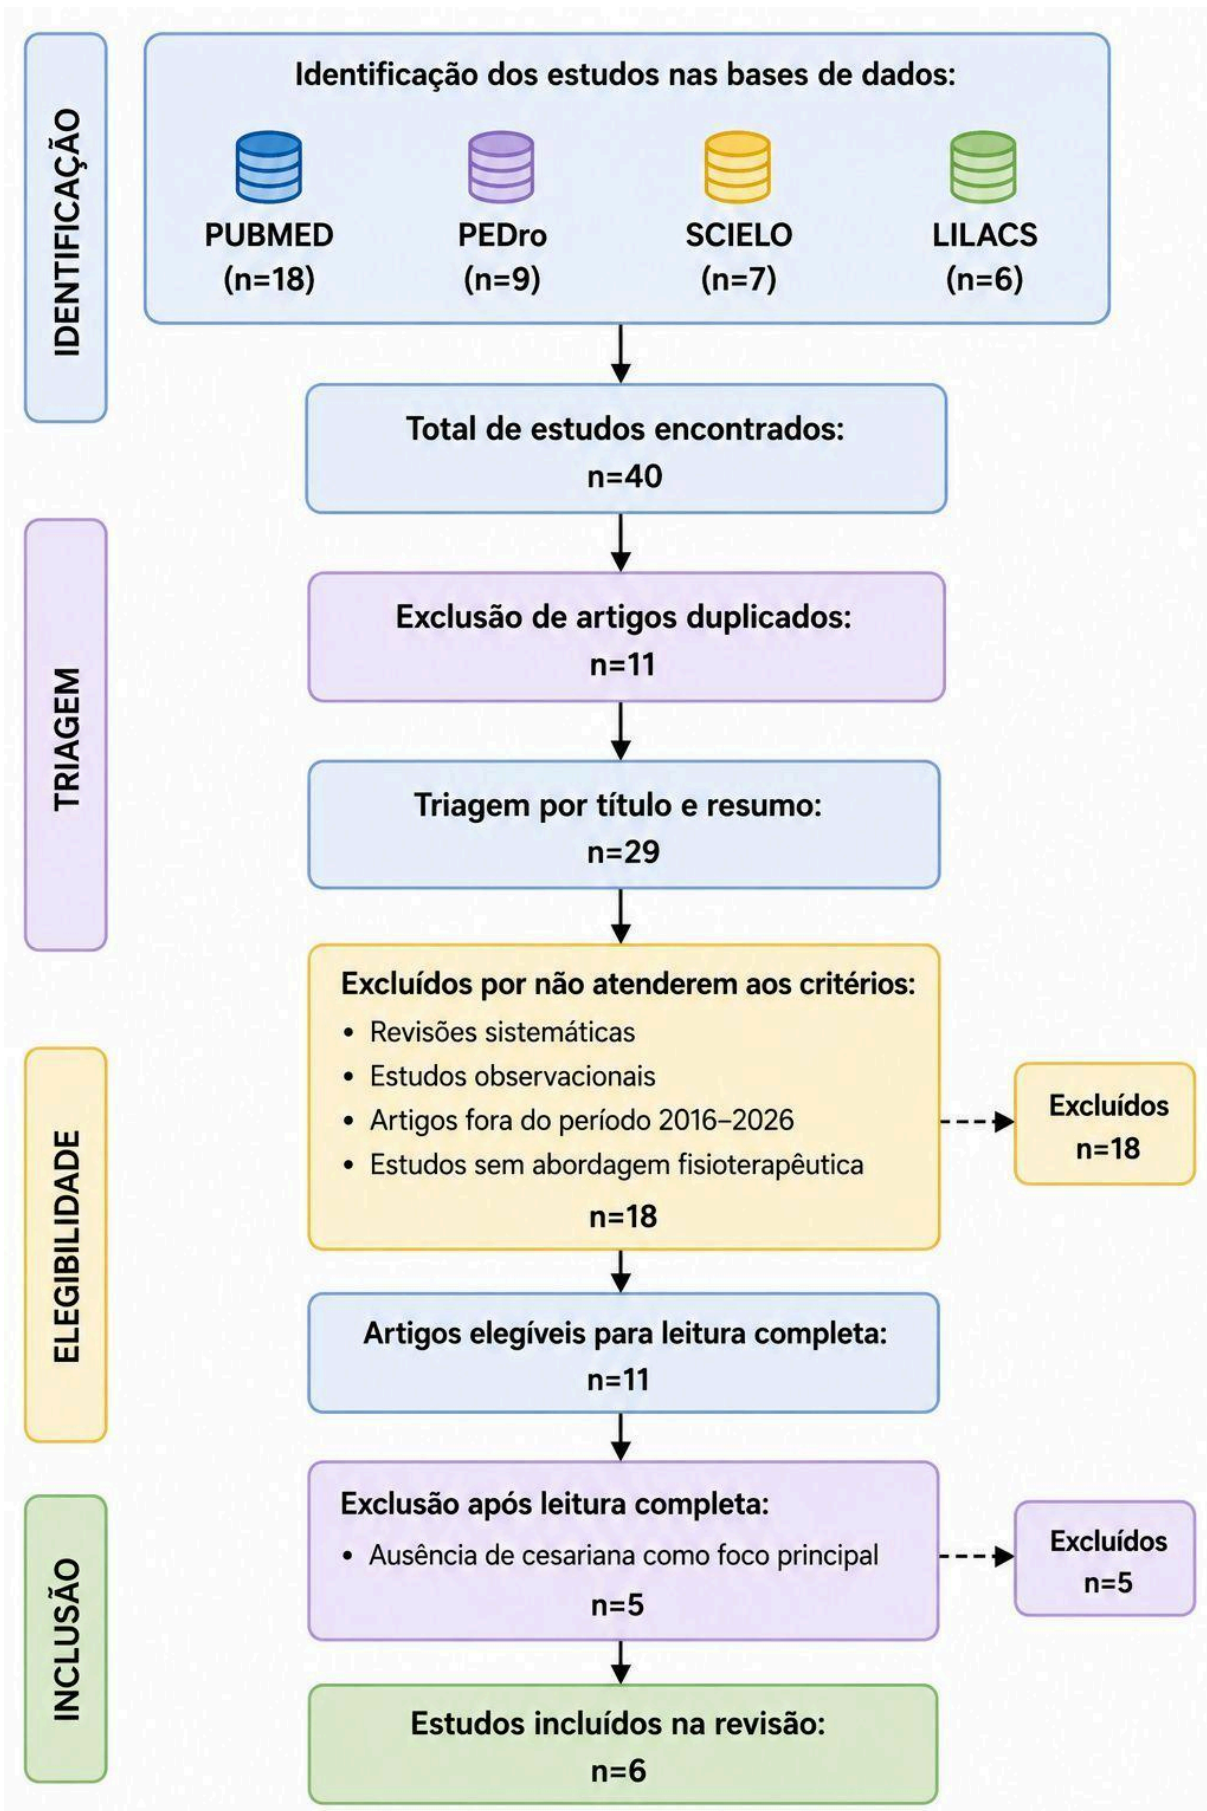 IDENTIFICAÇÃO
Identificação dos estudos nas bases de dados:
PUBMED
(n=18)
PEDro
(n=9)
SCIELO
(n=7)
LILACS
(n=6)
Total de estudos encontrados:
n=40
TRIAGEM
Exclusão de artigos duplicados:
n=11
Triagem por título e resumo:
n=29
ELEGIBILIDADE
Excluídos por não atenderem aos critérios:
• Revisões sistemáticas
• Estudos observacionais
• Artigos fora do período 2016–2026
• Estudos sem abordagem fisioterapêutica
n=18
Excluídos
n=18
Artigos elegíveis para leitura completa:
n=11
INCLUSÃO
Exclusão após leitura completa:
• Ausência de cesariana como foco principal
n=5
Excluídos
n=5
Estudos incluídos na revisão:
n=6